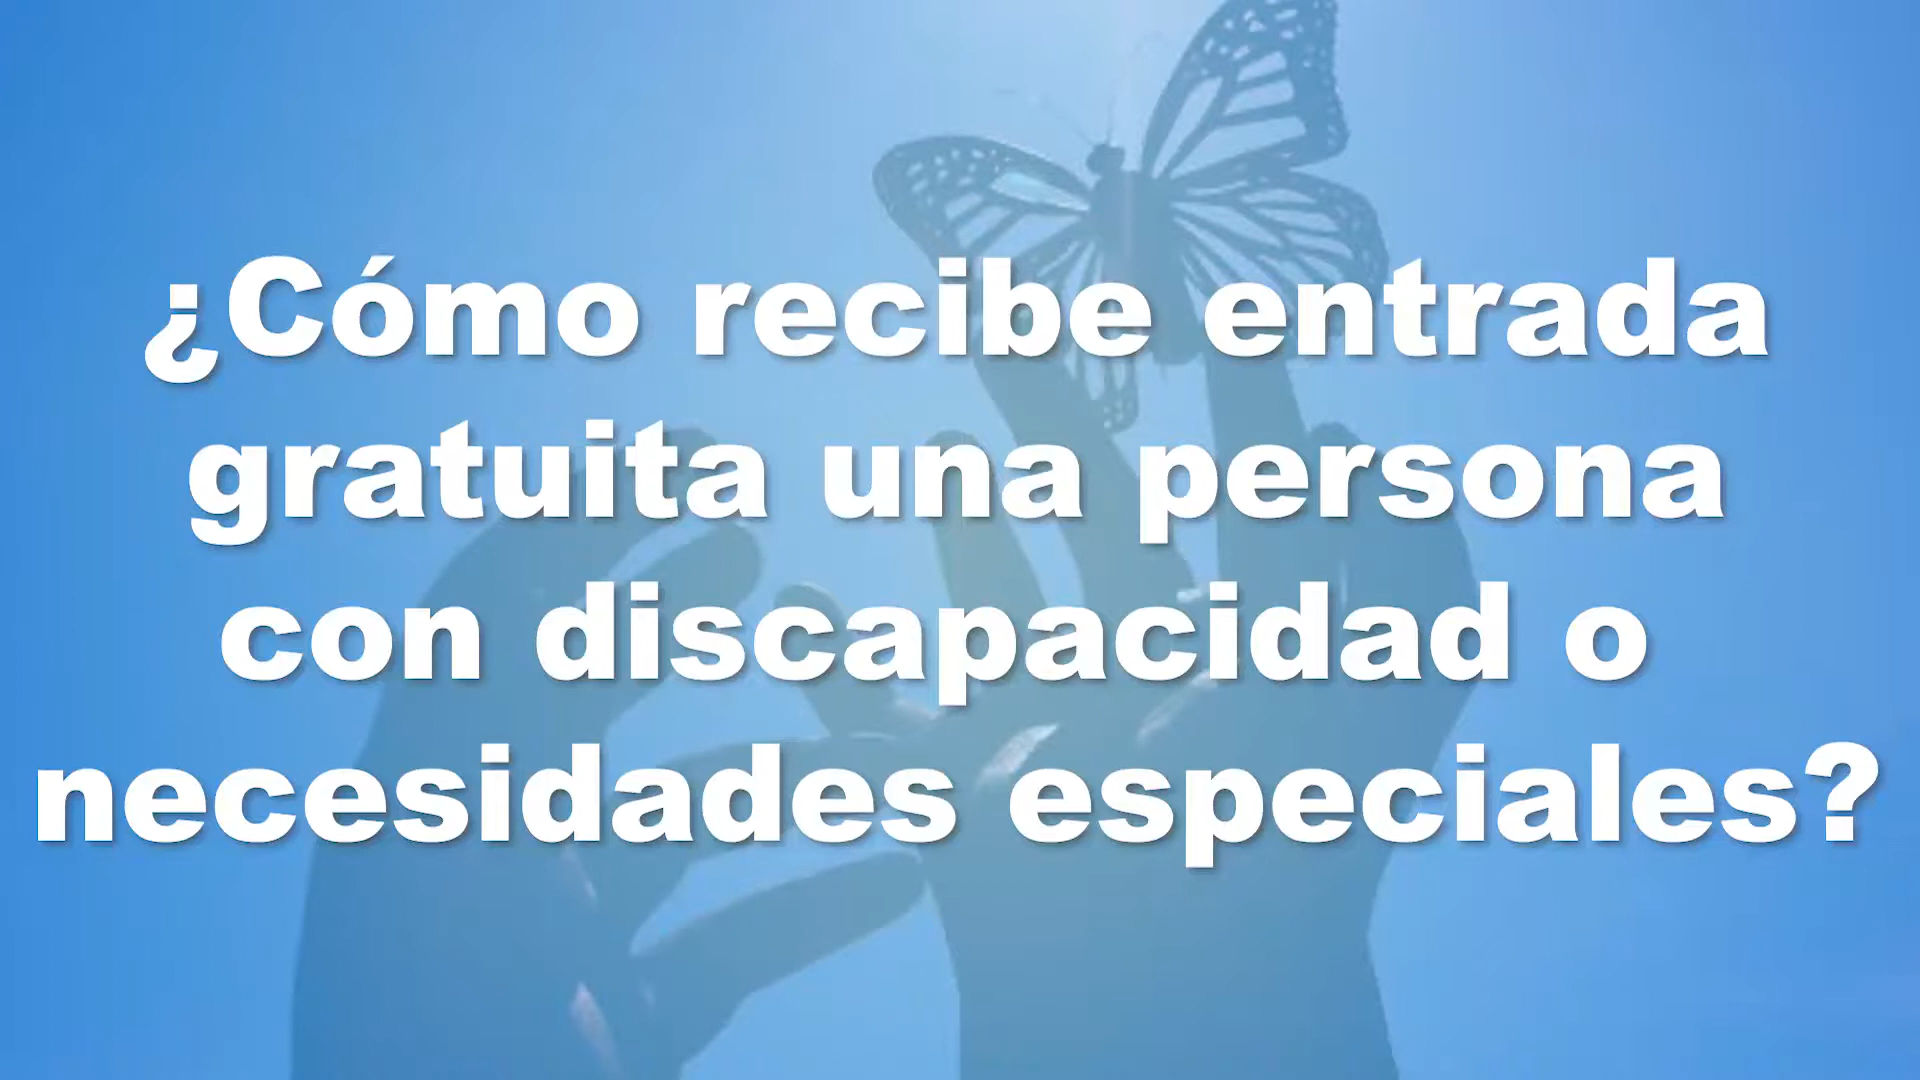 ¿Cómo recibe entrada
gratuita una persona
con discapacidad o
necesidades especiales?